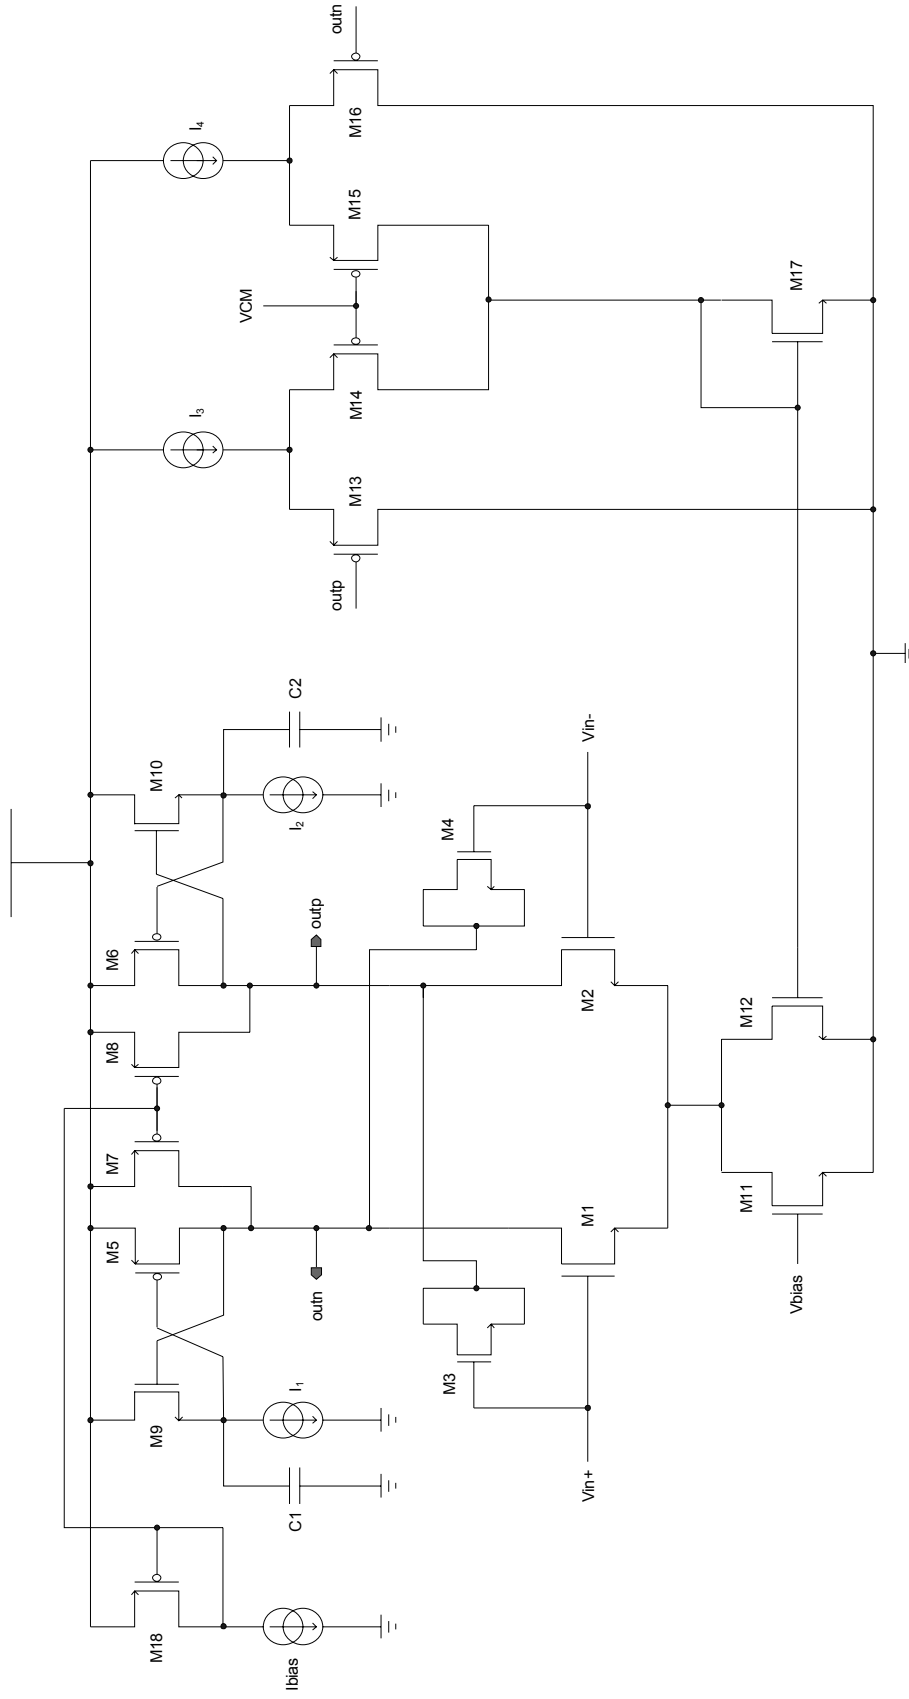 M18
Ibias
M9
C1
I₁
M5
M7
M8
M6
M10
I₂
C2
outn
outp
M3
Vin+
M1
M2
M4
Vin-
Vbias
M11
M12
outp
M13
I₃
M14
VCM
M15
I₄
M16
outn
M17